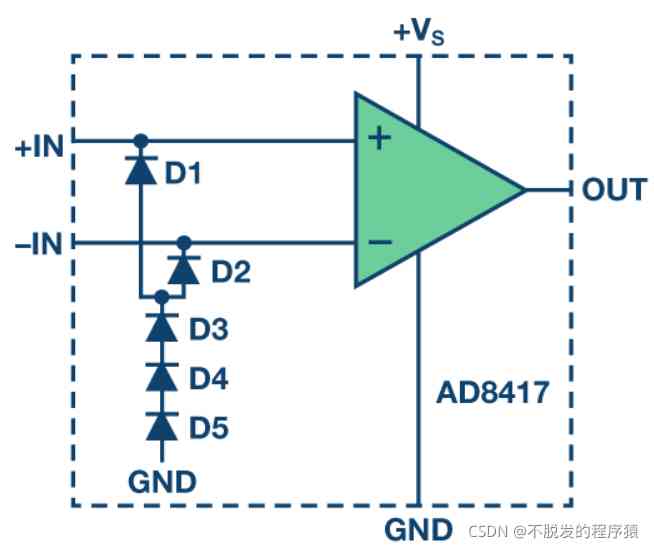 +VS
+IN
D1
+
OUT
–IN
–
D2
D3
D4
AD8417
D5
GND
GND
CSDN @不脱发的程序猿